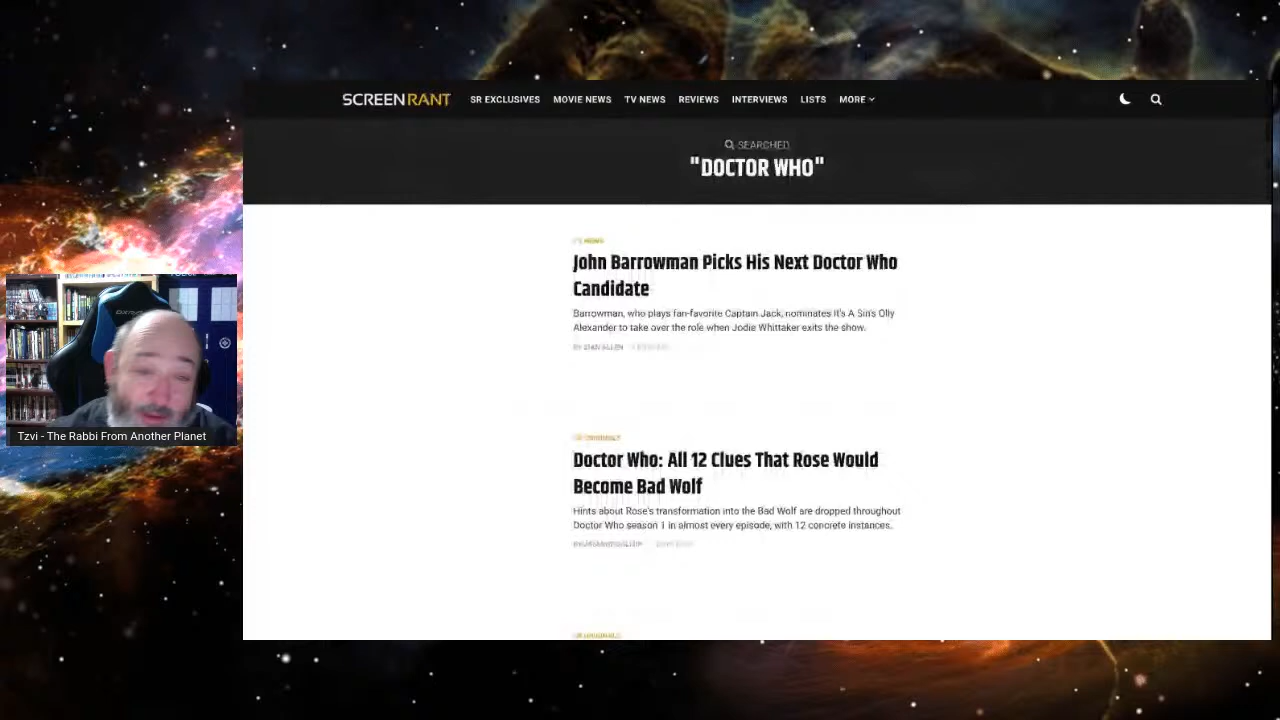 SCREENRANT SR EXCLUSIVES MOVIE NEWS TV NEWS REVIEWS INTERVIEWS LISTS MORE
SEARCHED
"DOCTOR WHO"
NEWS
John Barrowman Picks His Next Doctor Who
Candidate
Barrowman, who plays fan-favorite Captain Jack, nominates It's A Sin's Olly
Alexander to take over the role when Jodie Whittaker exits the show.
BY
Doctor Who: All 12 Clues That Rose Would
Become Bad Wolf
Hints about Rose's transformation into the Bad Wolf are dropped throughout
Doctor Who season 1 in almost every episode, with 12 concrete instances.
Tzvi - The Rabbi From Another Planet